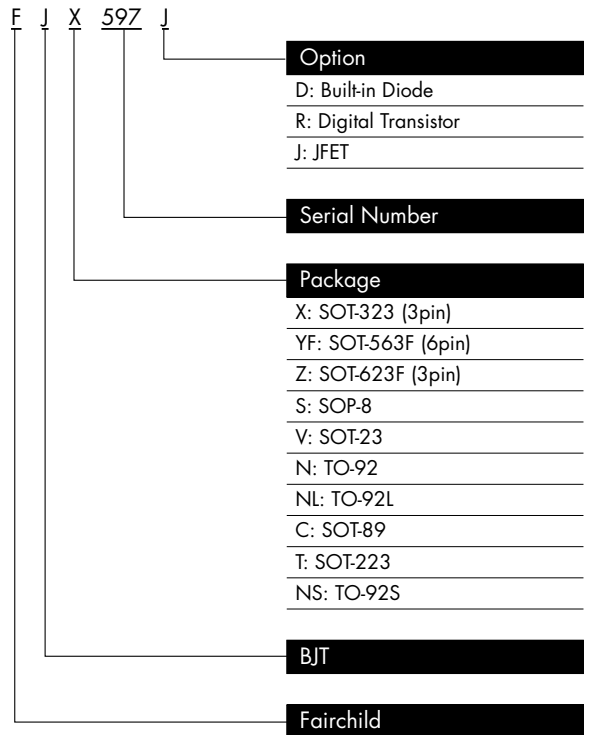 F J X 597 J
Option
D: Built-in Diode
R: Digital Transistor
J: JFET
Serial Number
Package
X: SOT-323 (3pin)
YF: SOT-563F (6pin)
Z: SOT-623F (3pin)
S: SOP-8
V: SOT-23
N: TO-92
NL: TO-92L
C: SOT-89
T: SOT-223
NS: TO-92S
BJT
Fairchild